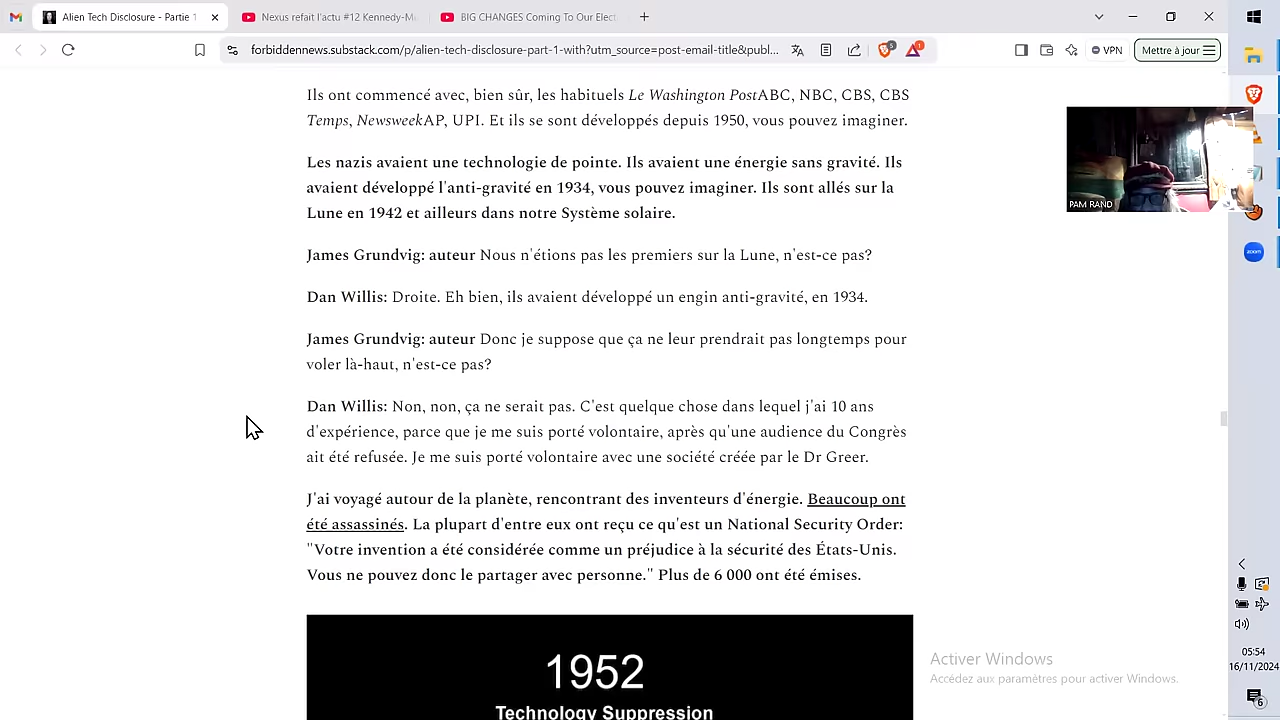 Alien Tech Disclosure - Partie 1
Nexus refait l'actu #12 Kennedy-Mu
BIG CHANGES Coming To Our Elect
forbiddennews.substack.com/p/alien-tech-disclosure-part-1-with?utm_source=post-email-title&publ...
5
1
VPN
Mettre à jour
Ils ont commencé avec, bien sûr, les habituels Le Washington PostABC, NBC, CBS, CBS
Temps, NewsweekAP, UPI. Et ils se sont développés depuis 1950, vous pouvez imaginer.
Les nazis avaient une technologie de pointe. Ils avaient une énergie sans gravité. Ils
avaient développé l'anti-gravité en 1934, vous pouvez imaginer. Ils sont allés sur la
Lune en 1942 et ailleurs dans notre Système solaire.
PAM RAND
James Grundvig: auteur Nous n'étions pas les premiers sur la Lune, n'est-ce pas?
Dan Willis: Droite. Eh bien, ils avaient développé un engin anti-gravité, en 1934.
James Grundvig: auteur Donc je suppose que ça ne leur prendrait pas longtemps pour
voler là-haut, n'est-ce pas?
Dan Willis: Non, non, ça ne serait pas. C'est quelque chose dans lequel j'ai 10 ans
d'expérience, parce que je me suis porté volontaire, après qu'une audience du Congrès
ait été refusée. Je me suis porté volontaire avec une société créée par le Dr Greer.
J'ai voyagé autour de la planète, rencontrant des inventeurs d'énergie. Beaucoup ont
été assassinés. La plupart d'entre eux ont reçu ce qu'est un National Security Order:
"Votre invention a été considérée comme un préjudice à la sécurité des États-Unis.
Vous ne pouvez donc le partager avec personne." Plus de 6 000 ont été émises.
1952
Technology Suppression
Activer Windows
Accédez aux paramètres pour activer Windows.
zoom
05:54
16/11/2024
6